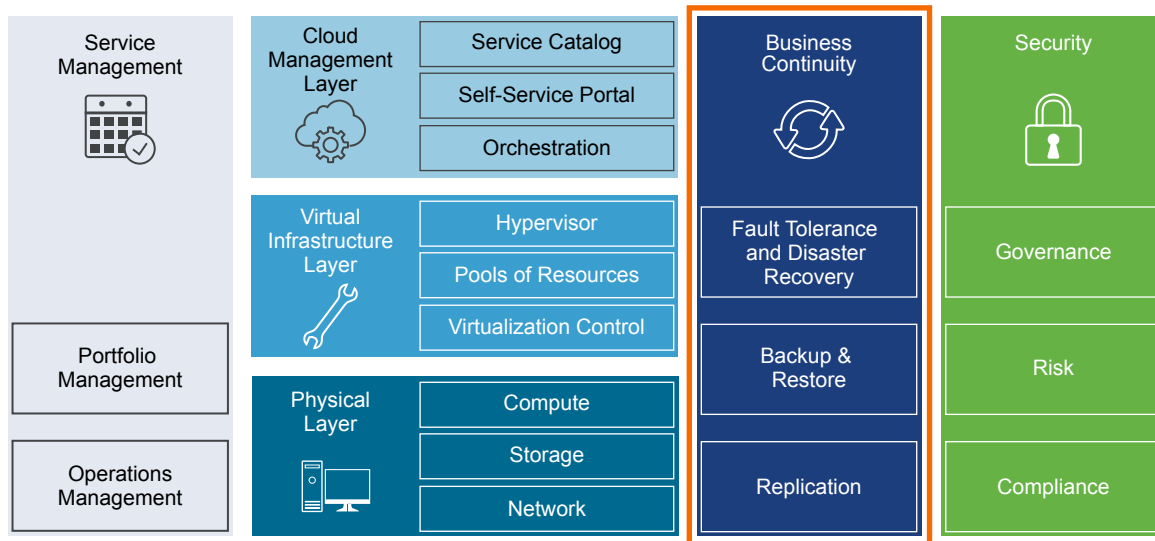 Service
Management
Portfolio
Management
Operations
Management
Cloud
Management
Layer
Service Catalog
Self-Service Portal
Orchestration
Virtual
Infrastructure
Layer
Hypervisor
Pools of Resources
Virtualization Control
Physical
Layer
Compute
Storage
Network
Business
Continuity
Fault Tolerance
and Disaster
Recovery
Backup &
Restore
Replication
Security
Governance
Risk
Compliance